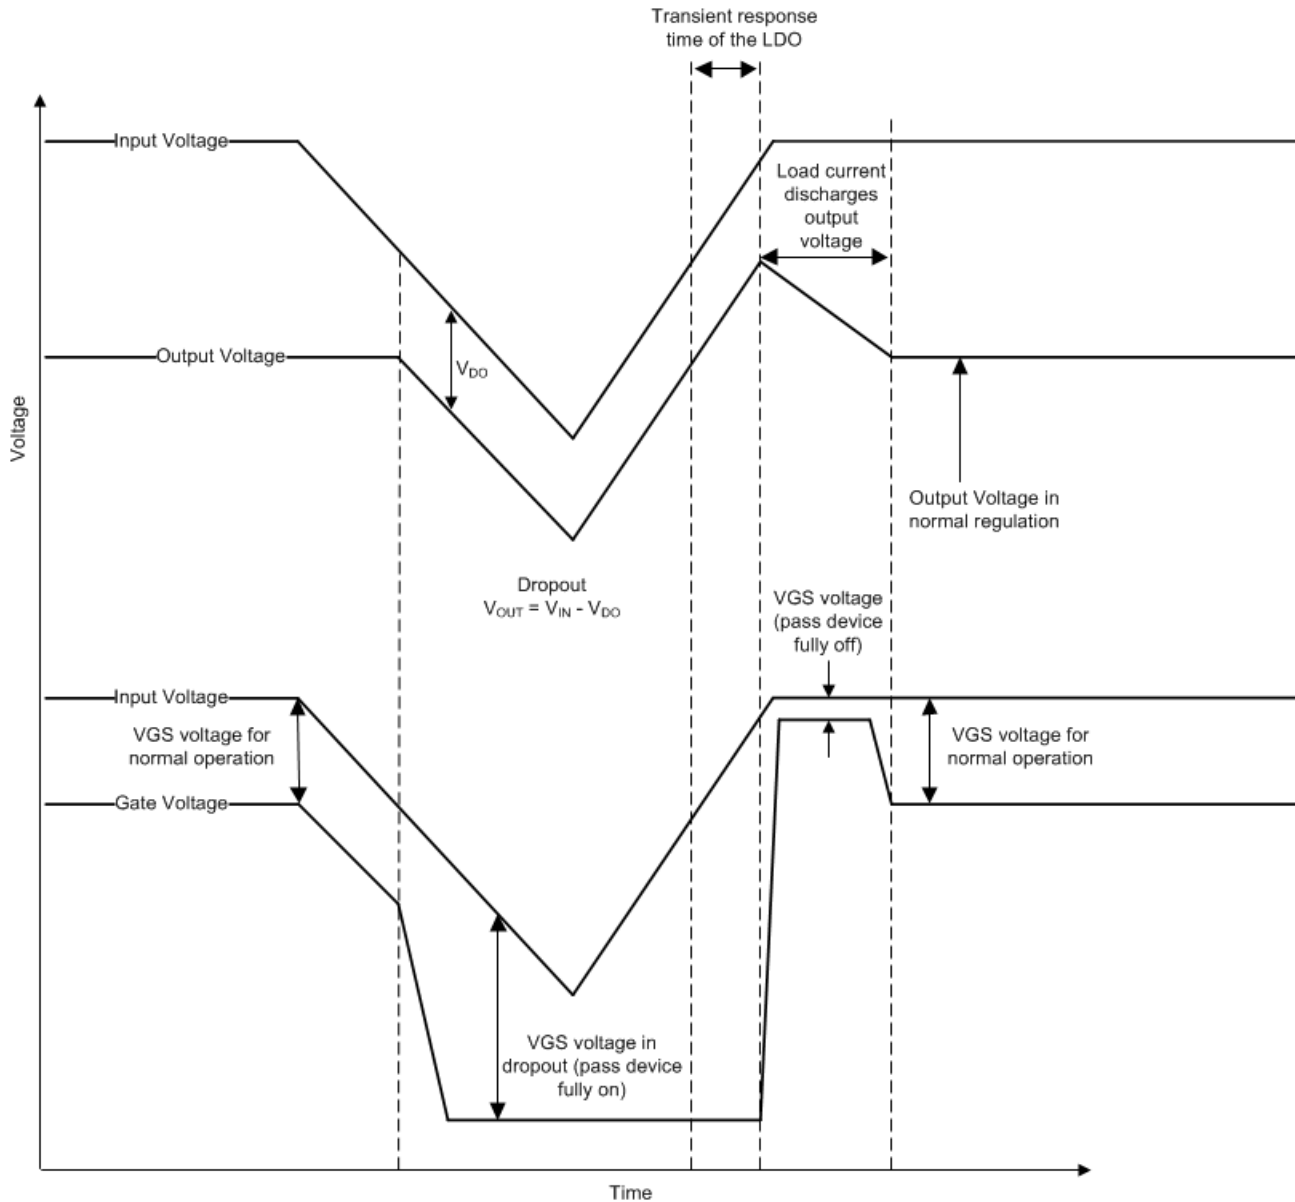 Transient response
time of the LDO
Input Voltage
Load current
discharges
output
voltage
Output Voltage
VDO
Voltage
Output Voltage in
normal regulation
Dropout
VOUT = VIN - VDO
VGS voltage
(pass device
fully off)
Input Voltage
VGS voltage for
normal operation
VGS voltage for
normal operation
Gate Voltage
VGS voltage in
dropout (pass device
fully on)
Time